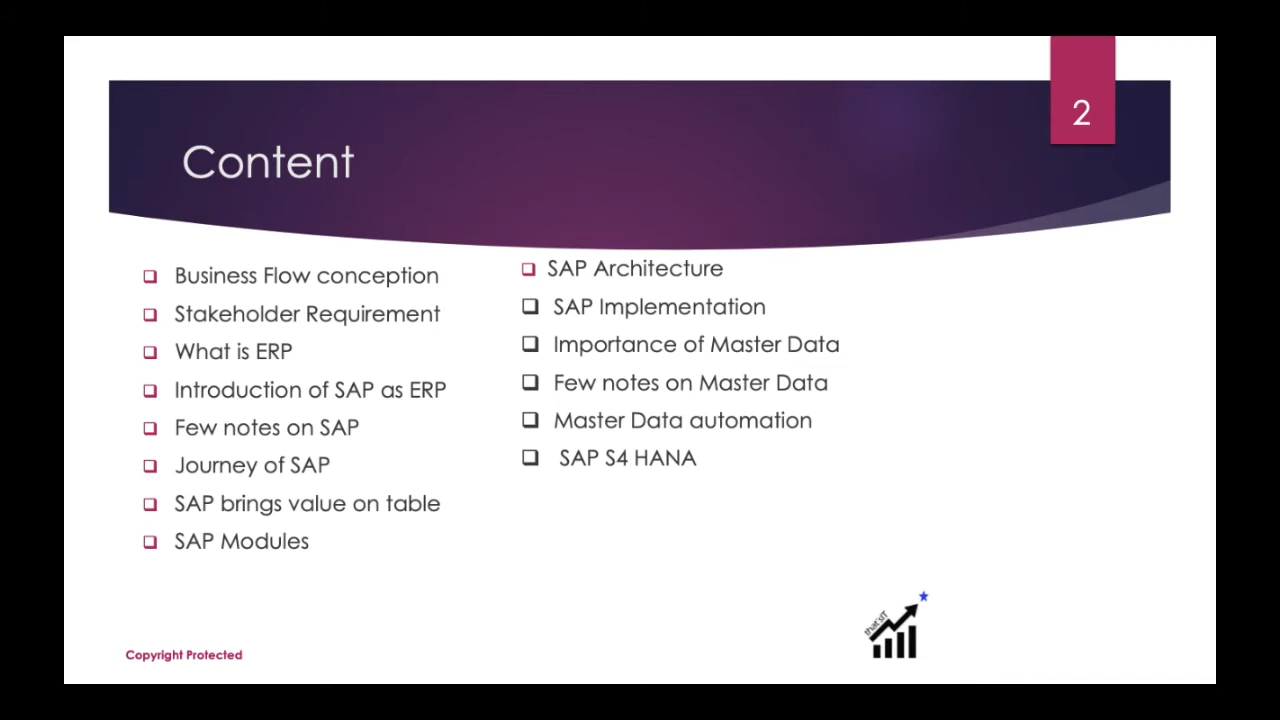 2
Content
Business Flow conception
Stakeholder Requirement
What is ERP
Introduction of SAP as ERP
Few notes on SAP
Journey of SAP
SAP brings value on table
SAP Modules
SAP Architecture
SAP Implementation
Importance of Master Data
Few notes on Master Data
Master Data automation
SAP S4 HANA
that'sIT
Copyright Protected